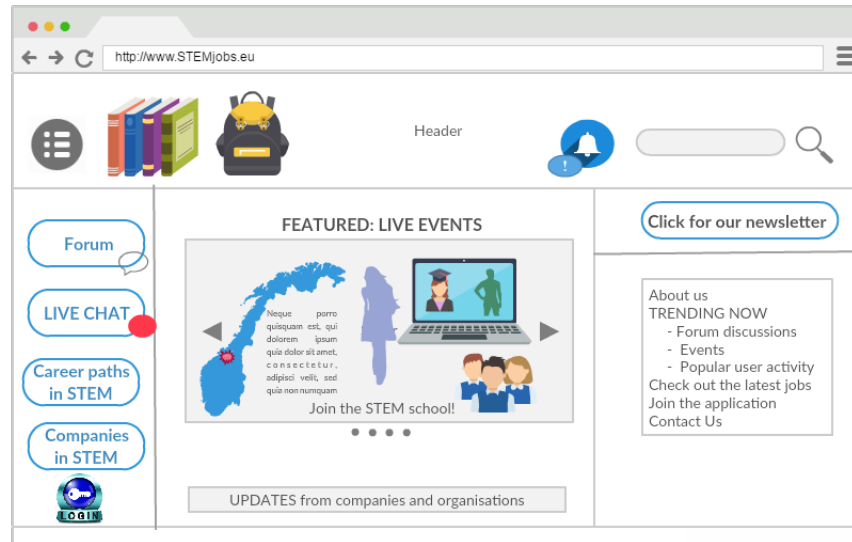 http://www.STEMjobs.eu
Header
!
Forum
LIVE CHAT
Career paths
in STEM
Companies
in STEM
LOGIN
FEATURED: LIVE EVENTS
Neque porro
quisquam est, qui
dolorem ipsum
quia dolor sit amet,
consectetur,
adipisci velit, sed
quia non numquam
Join the STEM school!
UPDATES from companies and organisations
Click for our newsletter
About us
TRENDING NOW
- Forum discussions
- Events
- Popular user activity
Check out the latest jobs
Join the application
Contact Us